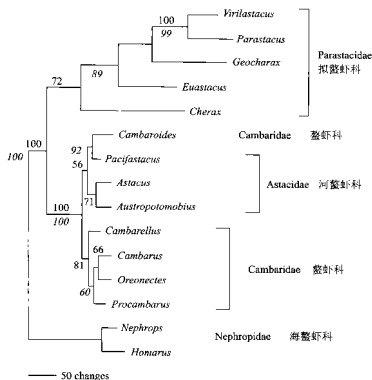 Virilastacus
100
99
Parastacus
Parastacidae
拟螯虾科
Geocharax
89
72
Euastacus
Cherax
Cambaroides
Cambaridae 螯虾科
92
100
100
56
Pacifastacus
Astacus
Astacidae 河螯虾科
71
100
100
Austropotomobius
Cambarellus
66
Cambarus
81
Cambaridae 螯虾科
Oreonectes
60
Procambarus
Nephrops
Nephropidae 海螯虾科
Homarus
50 changes